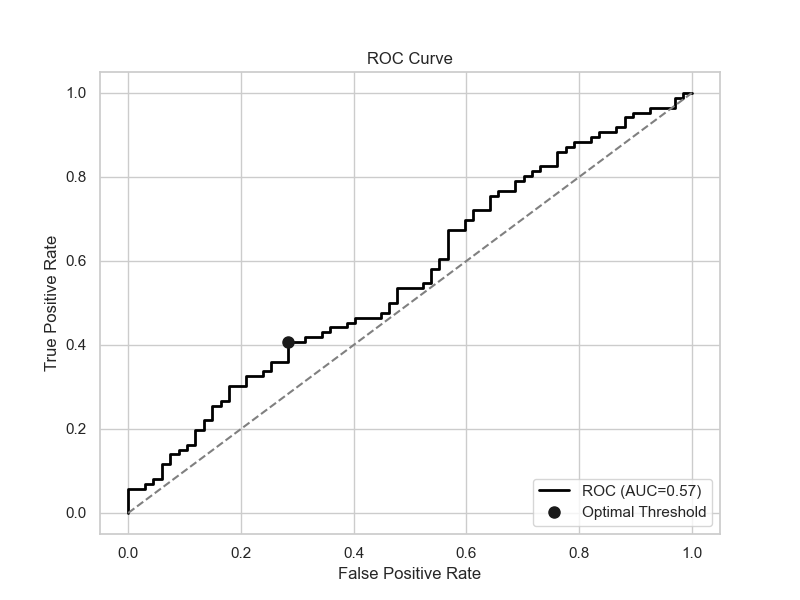 ROC Curve
True Positive Rate
1.0
0.8
0.6
0.4
0.2
0.0
0.0 0.2 0.4 0.6 0.8 1.0
False Positive Rate
ROC (AUC=0.57)
Optimal Threshold